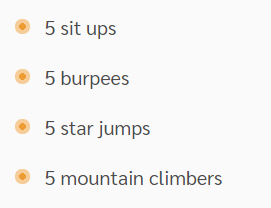 5 sit ups
5 burpees
5 star jumps
5 mountain climbers